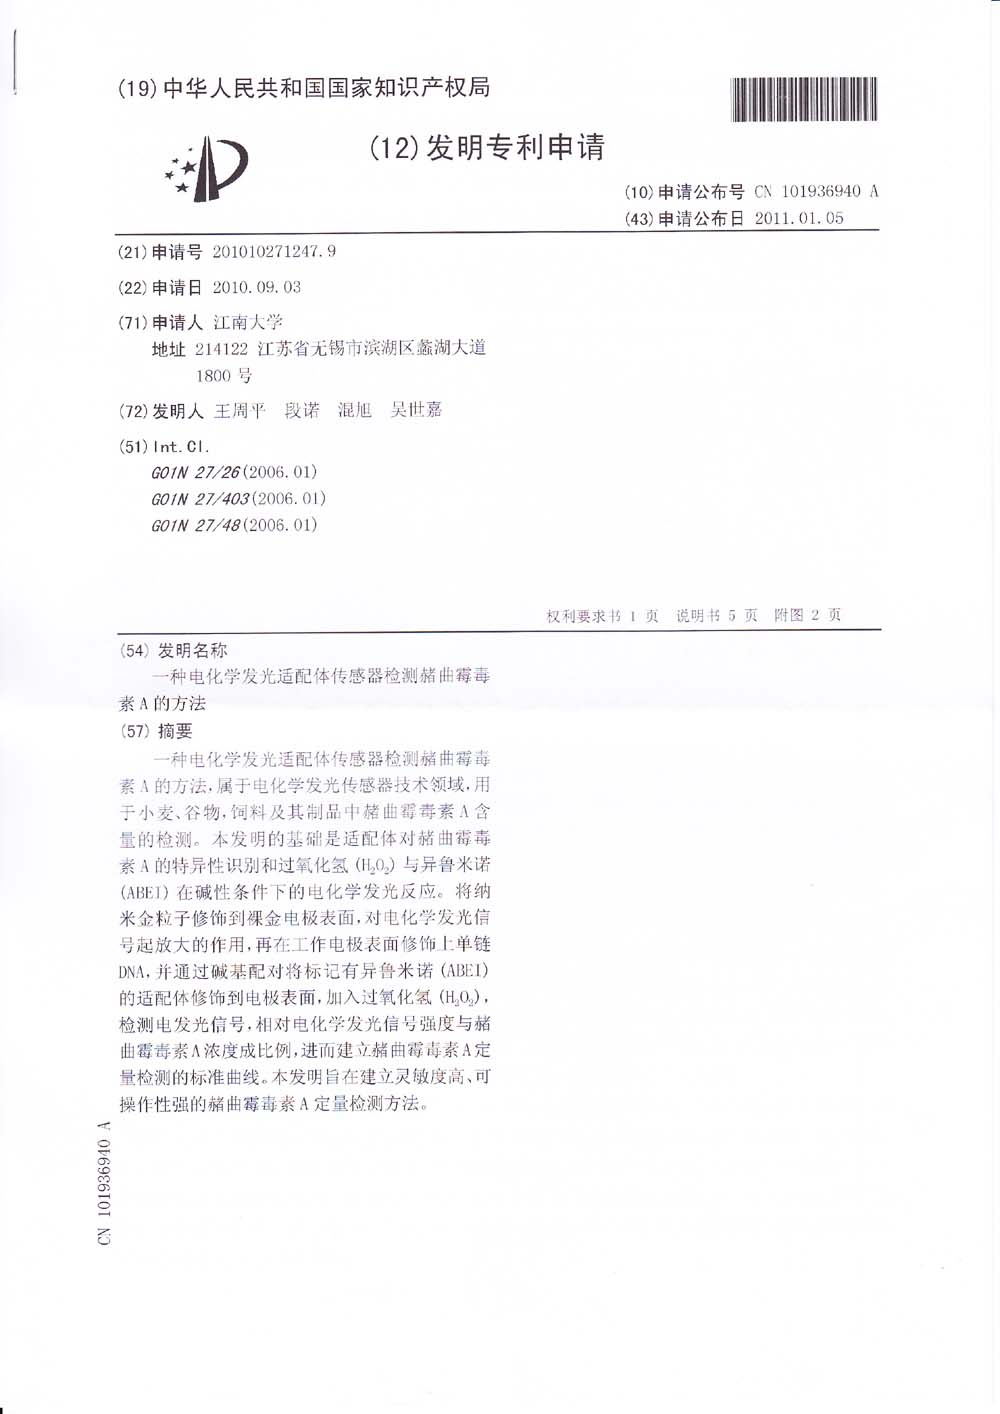 (19)中华人民共和国国家知识产权局
(12)发明专利申请
(10)申请公布号 CN 101936940 A
(43)申请公布日 2011.01.05
(21)申请号 201010271247.9
(22)申请日 2010.09.03
(71)申请人 江南大学
地址 214122 江苏省无锡市滨湖区蠡湖大道
1800 号
(72)发明人 王周平 段诺 混旭 吴世嘉
(51)Int.Cl.
G01N 27/26(2006.01)
G01N 27/403(2006.01)
G01N 27/48(2006.01)
权利要求书 1 页 说明书 5 页 附图 2 页
(54) 发明名称
一种电化学发光适配体传感器检测赭曲霉毒
素 A 的方法
(57) 摘要
一种电化学发光适配体传感器检测赭曲霉毒
素 A 的方法,属于电化学发光传感器技术领域,用
于小麦、谷物,饲料及其制品中赭曲霉毒素 A 含
量的检测。本发明的基础是适配体对赭曲霉毒
素 A 的特异性识别和过氧化氢 (H₂O₂) 与异鲁米诺
(ABEI) 在碱性条件下的电化学发光反应。将纳
米金粒子修饰到裸金电极表面,对电化学发光信
号起放大的作用,再在工作电极表面修饰上单链
DNA,并通过碱基配对将标记有异鲁米诺 (ABEI)
的适配体修饰到电极表面,加入过氧化氢 (H₂O₂),
检测电发光信号,相对电化学发光信号强度与赭
曲霉毒素 A 浓度成比例,进而建立赭曲霉毒素 A 定
量检测的标准曲线。本发明旨在建立灵敏度高、可
操作性强的赭曲霉毒素 A 定量检测方法。
CN 101936940 A